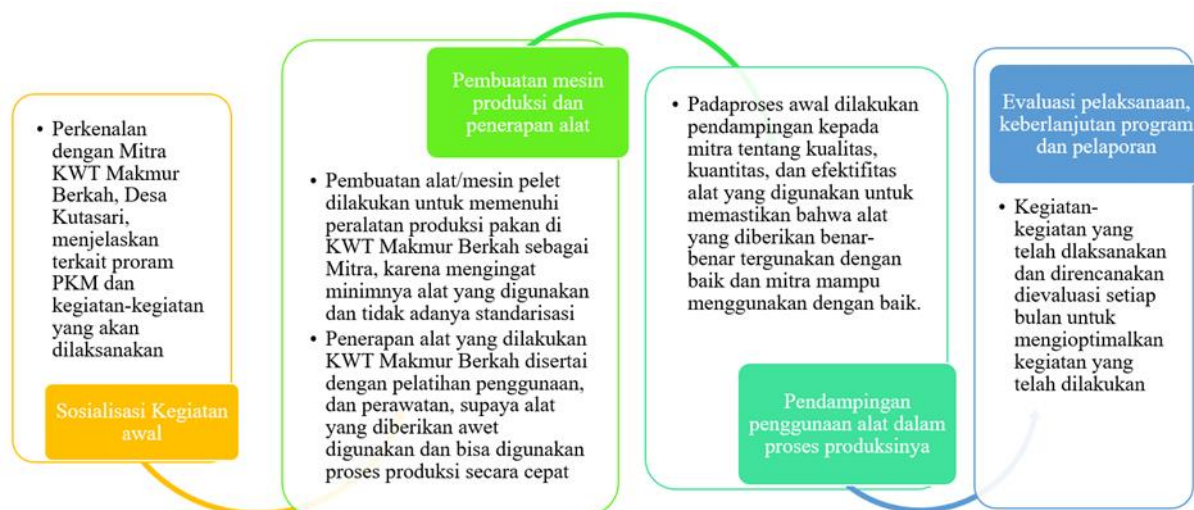 • Perkenalan
dengan Mitra
KWT Makmur
Berkah, Desa
Kutasari,
menjelaskan
terkait proram
PKM dan
kegiatan-kegiatan
yang akan
dilaksanakan
Sosialisasi Kegiatan
awal
Pembuatan mesin
produksi dan
penerapan alat
• Pembuatan alat/mesin pelet
dilakukan untuk memenuhi
peralatan produksi pakan di
KWT Makmur Berkah sebagai
Mitra, karena mengingat
minimnya alat yang digunakan
dan tidak adanya standarisasi
• Penerapan alat yang dilakukan
KWT Makmur Berkah disertai
dengan pelatihan penggunaan,
dan perawatan, supaya alat
yang diberikan awet
digunakan dan bisa digunakan
proses produksi secara cepat
• Padaproses awal dilakukan
pendampingan kepada
mitra tentang kualitas,
kuantitas, dan efektifitas
alat yang digunakan untuk
memastikan bahwa alat
yang diberikan benar-
benar tergunakan dengan
baik dan mitra mampu
menggunakan dengan baik.
Pendampingan
penggunaan alat dalam
proses produksinya
Evaluasi pelaksanaan,
keberlanjutan program
dan pelaporan
• Kegiatan-
kegiatan yang
telah dlaksanakan
dan direncanakan
dievaluasi setiap
bulan untuk
mengioptimalkan
kegiatan yang
telah dilakukan